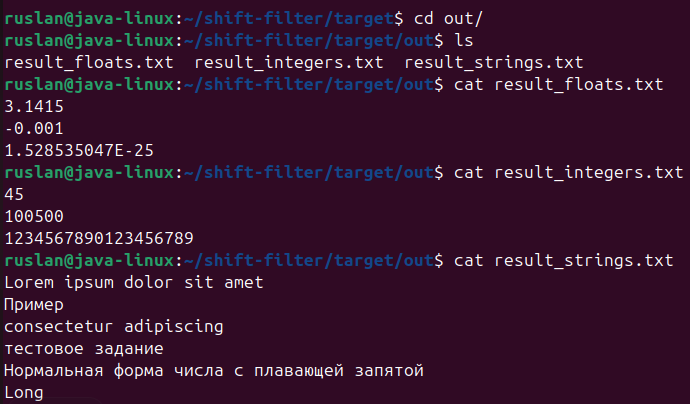 ruslan@java-linux:~/shift-filter/target$ cd out/
ruslan@java-linux:~/shift-filter/target/out$ ls
result_floats.txt  result_integers.txt  result_strings.txt
ruslan@java-linux:~/shift-filter/target/out$ cat result_floats.txt
3.1415
-0.001
1.528535047E-25
ruslan@java-linux:~/shift-filter/target/out$ cat result_integers.txt
45
100500
1234567890123456789
ruslan@java-linux:~/shift-filter/target/out$ cat result_strings.txt
Lorem ipsum dolor sit amet
Пример
consectetur adipiscing
тестовое задание
Нормальная форма числа с плавающей запятой
Long